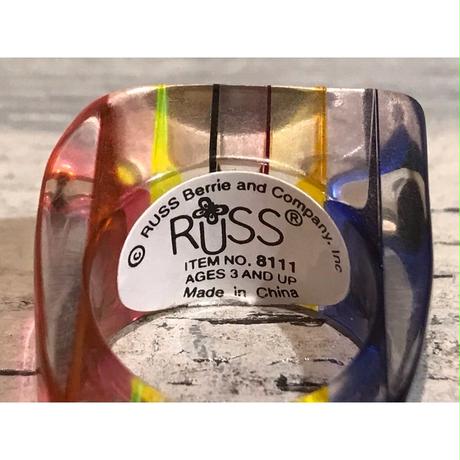 © RUSS Berrie and Company, Inc
RUSS®
ITEM NO. 8111
AGES 3 AND UP
Made in China